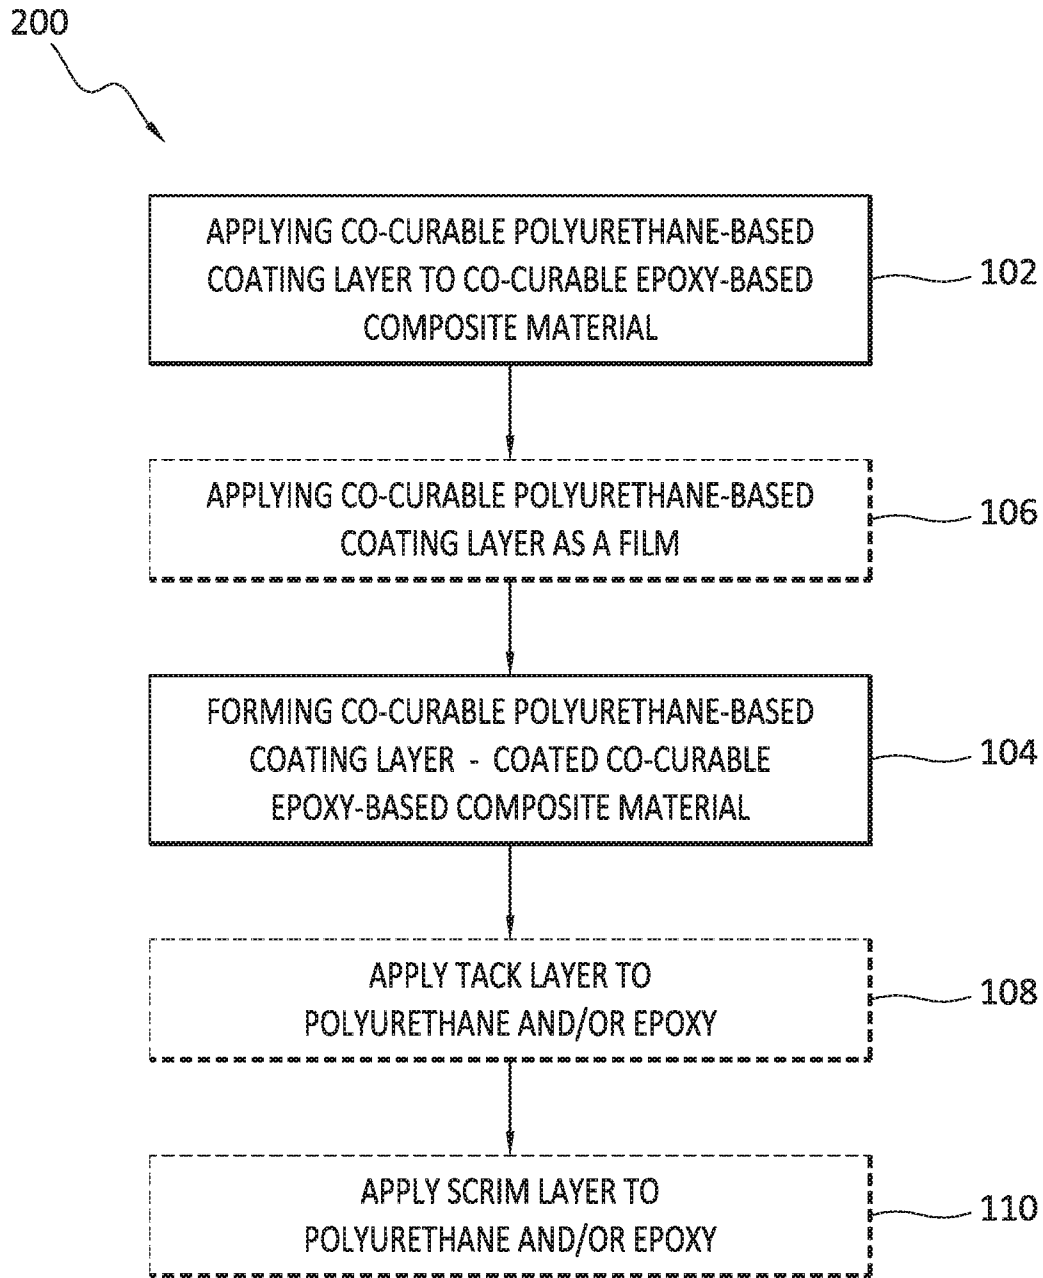 200
APPLYING CO-CURABLE POLYURETHANE-BASED
COATING LAYER TO CO-CURABLE EPOXY-BASED
COMPOSITE MATERIAL
102
APPLYING CO-CURABLE POLYURETHANE-BASED
COATING LAYER AS A FILM
106
FORMING CO-CURABLE POLYURETHANE-BASED
COATING LAYER - COATED CO-CURABLE
EPOXY-BASED COMPOSITE MATERIAL
104
APPLY TACK LAYER TO
POLYURETHANE AND/OR EPOXY
108
APPLY SCRIM LAYER TO
POLYURETHANE AND/OR EPOXY
110